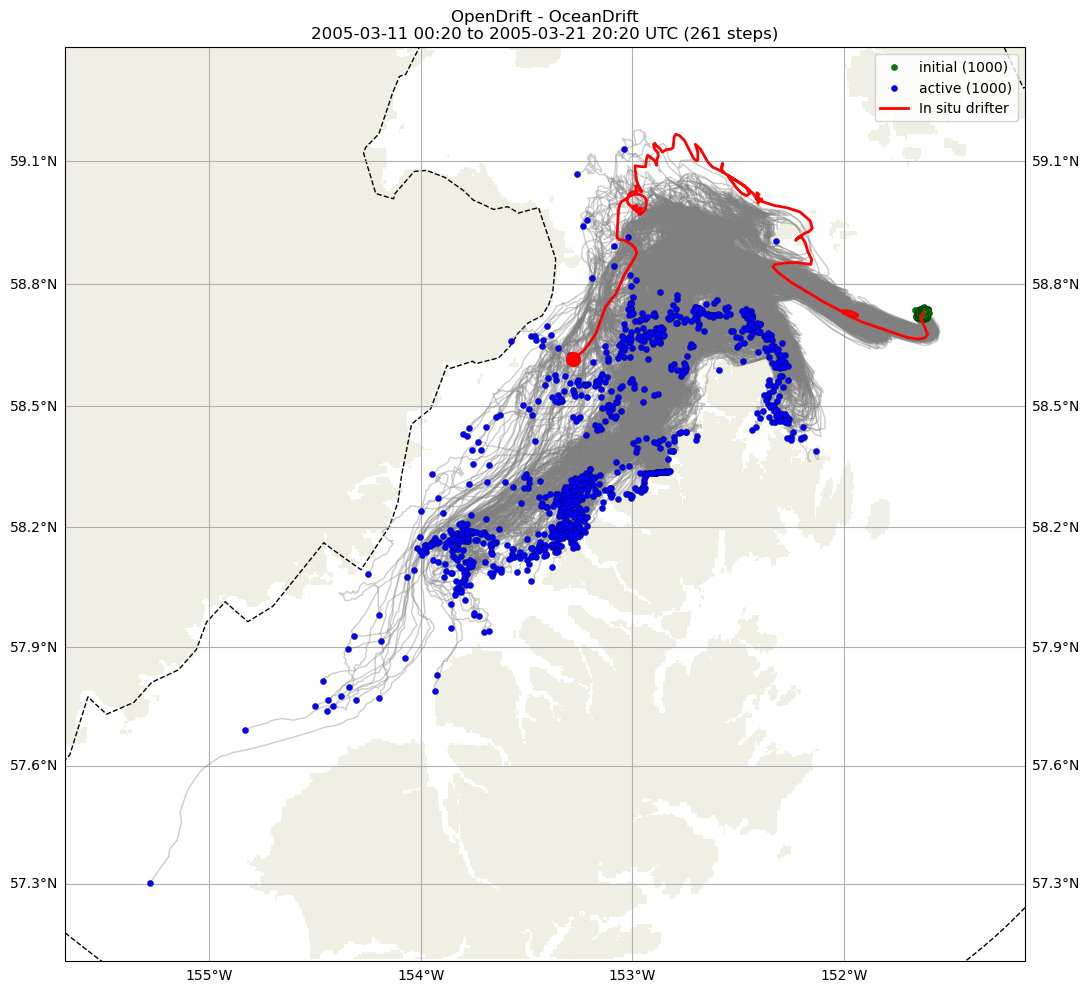 OpenDrift - OceanDrift
2005-03-11 00:20 to 2005-03-21 20:20 UTC (261 steps)
initial (1000)
active (1000)
In situ drifter
59.1°N
59.1°N
58.8°N
58.8°N
58.5°N
58.5°N
58.2°N
58.2°N
57.9°N
57.9°N
57.6°N
57.6°N
57.3°N
57.3°N
155°W
154°W
153°W
152°W